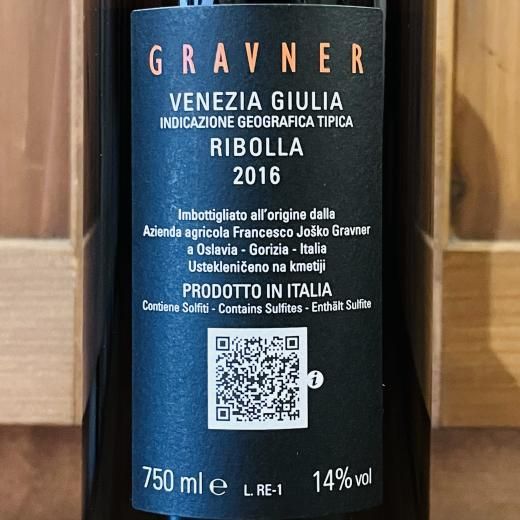 GRAVNER
VENEZIA GIULIA
INDICAZIONE GEOGRAFICA TIPICA
RIBOLLA
2016
Imbottigliato all'origine dalla
Azienda agricola Francesco Joško Gravner
a Oslavia - Gorizia - Italia
Ustekleničeno na kmetiji
PRODOTTO IN ITALIA
Contiene Solfiti - Contains Sulfites - Enthält Sulfite
i
750 ml e L. RE-1 14% vol